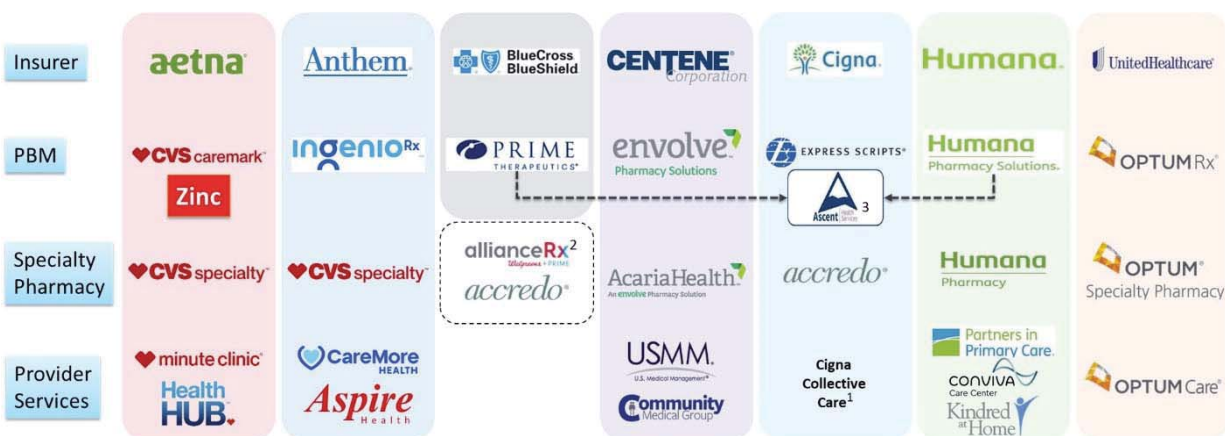 Insurer
aetna
Anthem
BlueCross
BlueShield
CENTENE
Corporation
Cigna
Humana
UnitedHealthcare
PBM
CVS caremark
Zinc
ingenioRx
PRIME
THERAPEUTICS
envolve
Pharmacy Solutions
EXPRESS SCRIPTS
Ascent
Health
Services
3
Humana
Pharmacy Solutions
OPTUM Rx
Specialty
Pharmacy
CVS specialty
CVS specialty
allianceRx2
Walgreens + PRIME
accredo
AcariaHealth
An envolve Pharmacy Solution
accredo
Humana
Pharmacy
OPTUM
Specialty Pharmacy
Provider
Services
minute clinic
Health
HUB
CareMore
HEALTH
Aspire
Health
USMM
U.S. Medical Management
Community
Medical Group
Cigna
Collective
Care1
Partners in
Primary Care
CONVIVA
Care Center
Kindred
at Home
OPTUM Care